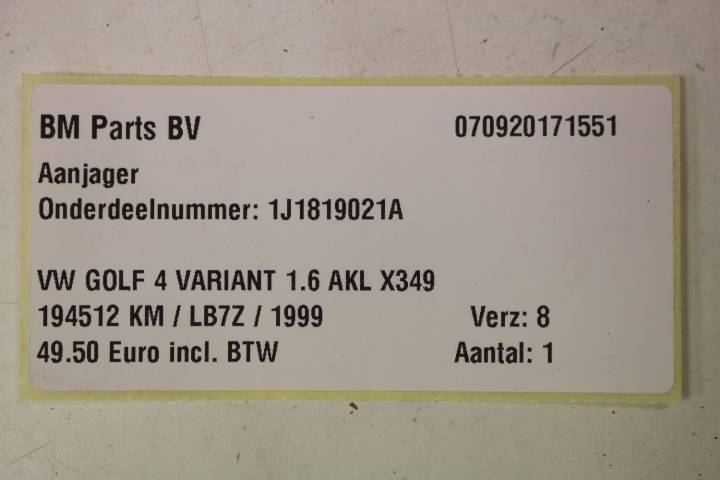 BM Parts BV 070920171551
Aanjager
Onderdeelnummer: 1J1819021A
VW GOLF 4 VARIANT 1.6 AKL X349
194512 KM / LB7Z / 1999 Verz: 8
49.50 Euro incl. BTW Aantal: 1